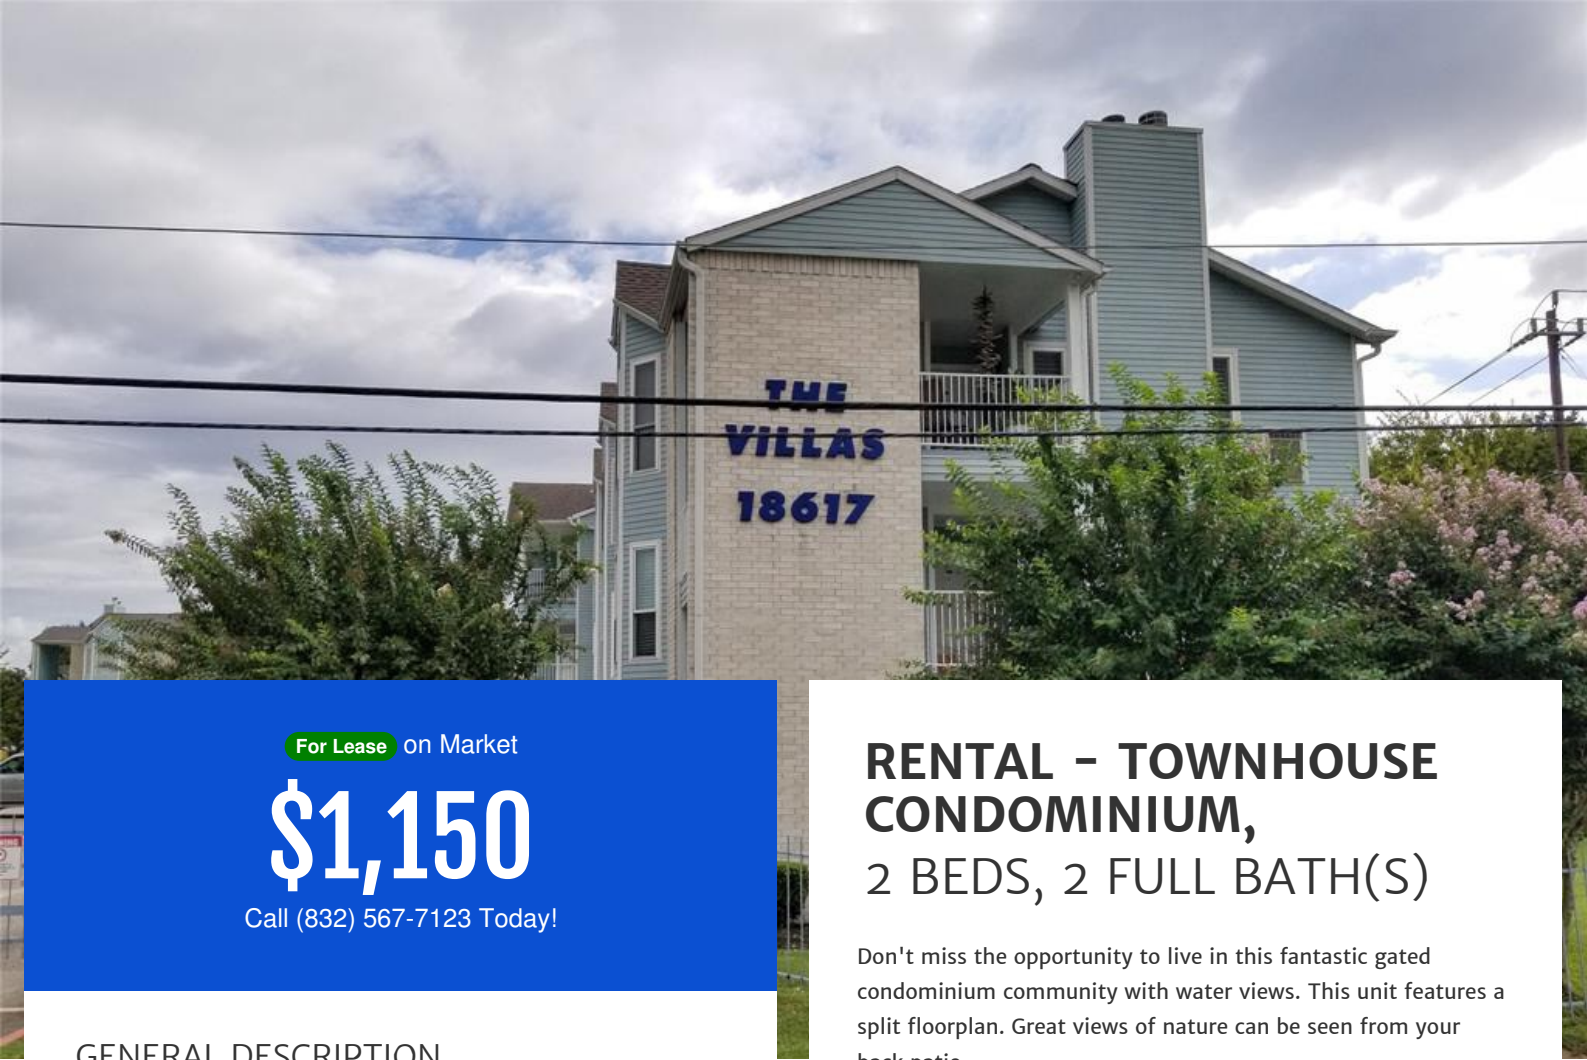 THE
ViLLAS
18617
For Lease on Market
$1,150
Call (832) 567-7123 Today!
GENERAL DESCRIPTION
RENTAL - TOWNHOUSE
CONDOMINIUM,
2 BEDS, 2 FULL BATH(S)
Don't miss the opportunity to live in this fantastic gated
condominium community with water views. This unit features a
split floorplan. Great views of nature can be seen from your
back patio.